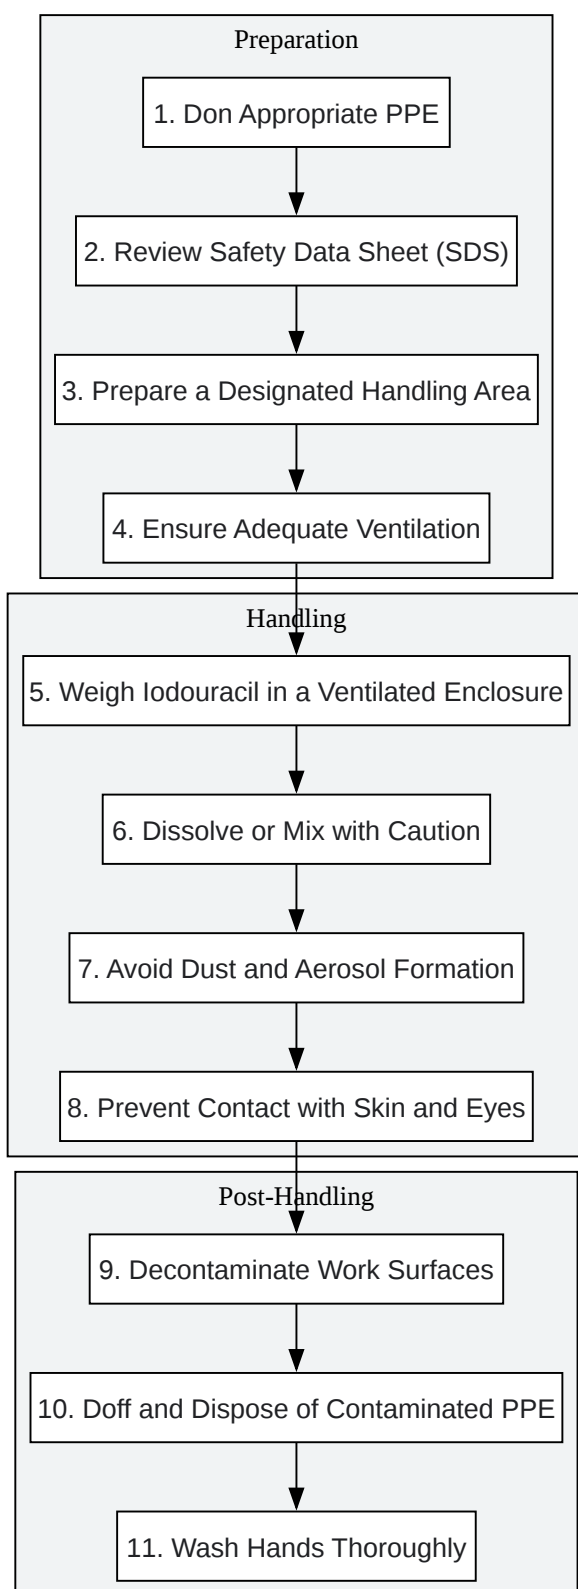 Preparation
1. Don Appropriate PPE
2. Review Safety Data Sheet (SDS)
3. Prepare a Designated Handling Area
4. Ensure Adequate Ventilation
Handling
5. Weigh Iodouracil in a Ventilated Enclosure
6. Dissolve or Mix with Caution
7. Avoid Dust and Aerosol Formation
8. Prevent Contact with Skin and Eyes
Post-Handling
9. Decontaminate Work Surfaces
10. Doff and Dispose of Contaminated PPE
11. Wash Hands Thoroughly